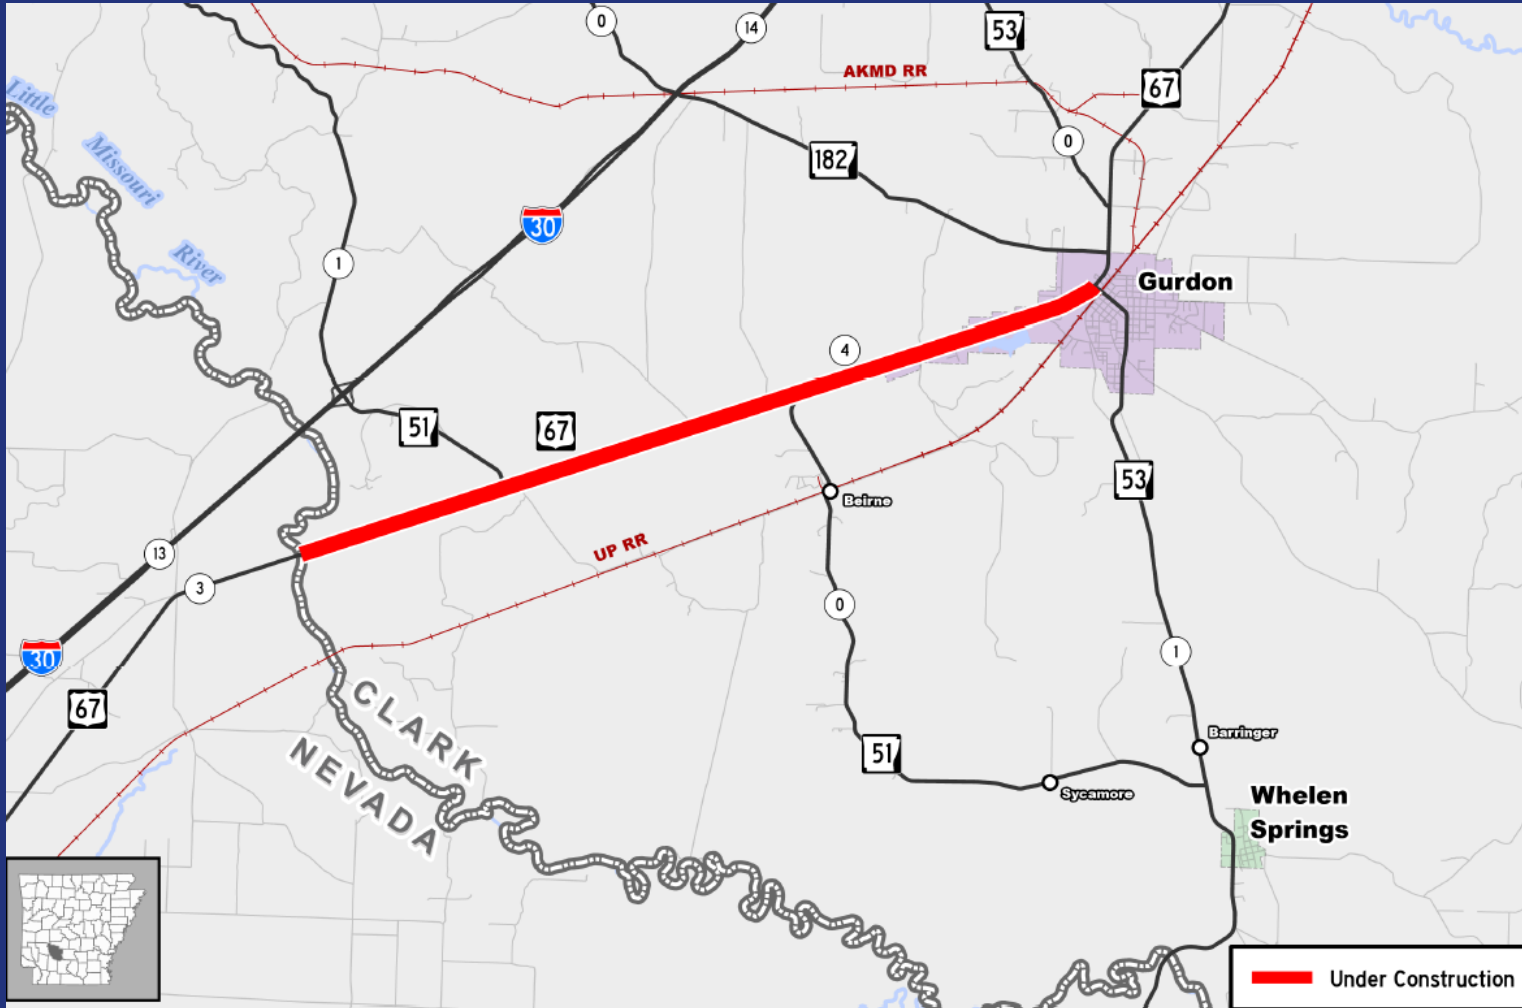 0
14
53
AKMD RR
67
Little
Missouri
River
182
0
30
1
Gurdon
4
51
67
53
Beirne
13
UP RR
3
0
30
67
1
CLARK
NEVADA
51
Barringer
Sycamore
Whelen
Springs
Under Construction